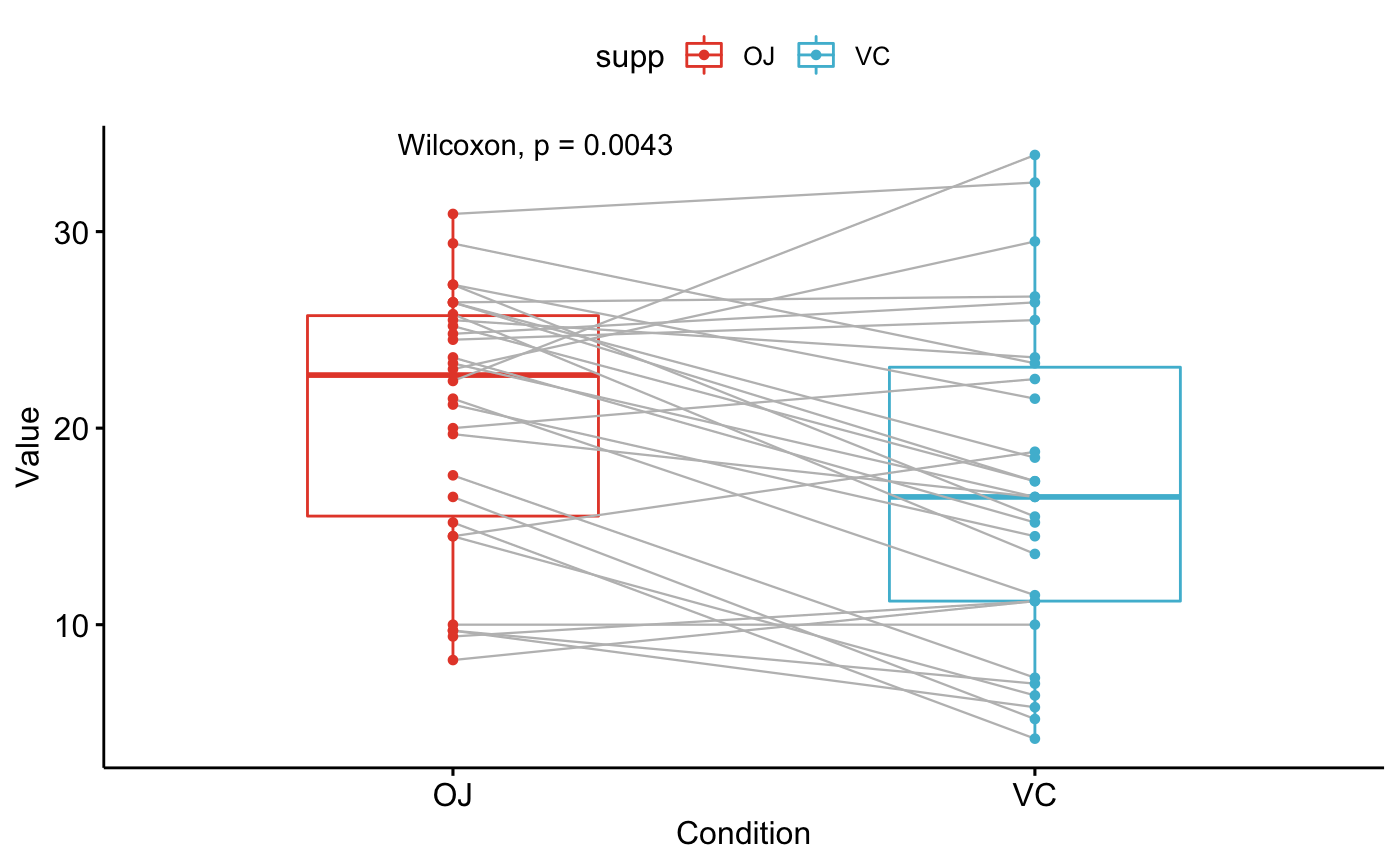 supp OJ VC
Wilcoxon, p = 0.0043
30
20
10
Value
OJ VC
Condition